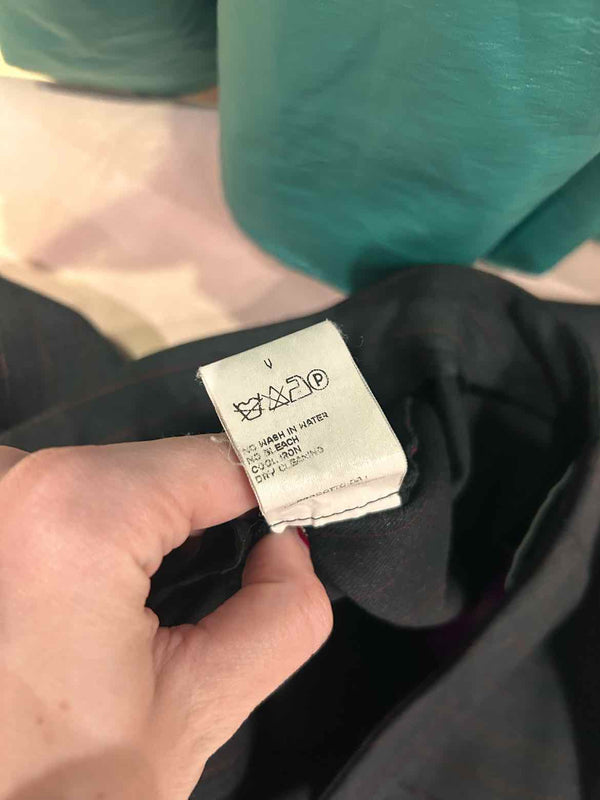 V
P
NO WASH IN WATER
NO BLEACH
COOL IRON
DRY CLEANING